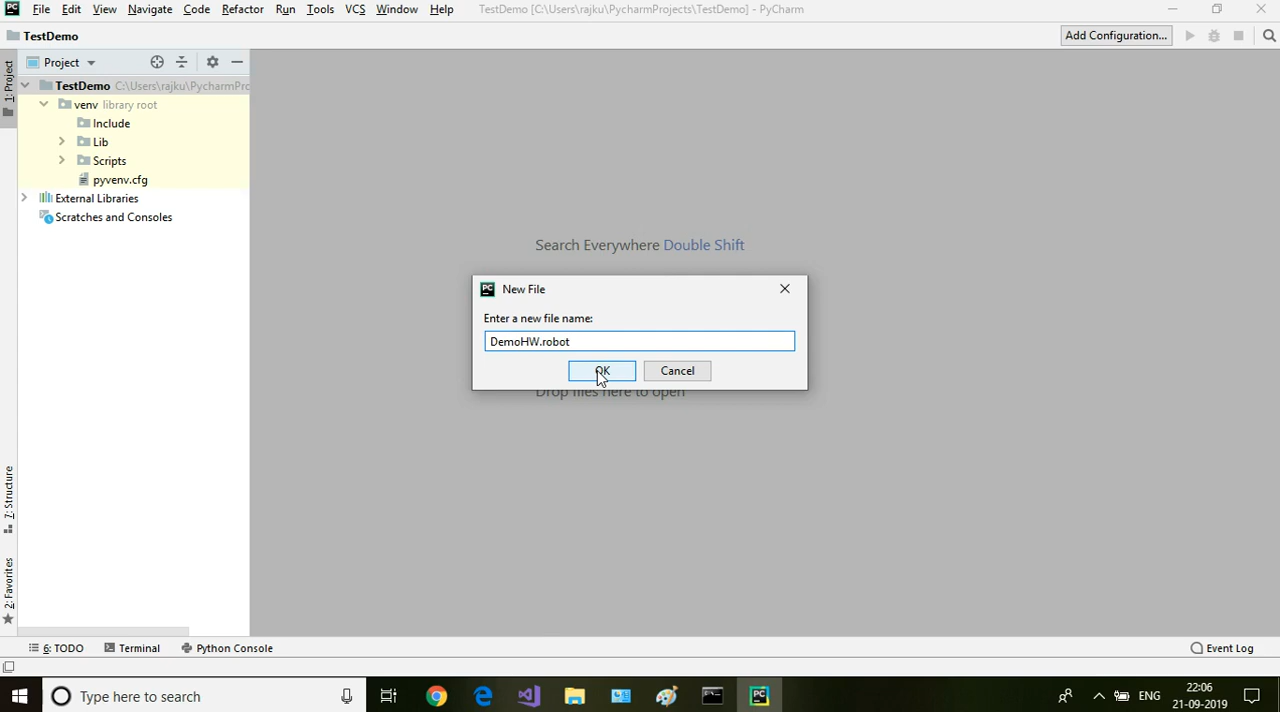 File Edit View Navigate Code Refactor Run Tools VCS Window Help TestDemo [C:\Users\rajku\PycharmProjects\TestDemo] - PyCharm
TestDemo
Add Configuration...
1: Project
Project
TestDemo C:\Users\rajku\PycharmPro
venv library root
Include
Lib
Scripts
pyvenv.cfg
External Libraries
Scratches and Consoles
Search Everywhere Double Shift
PC New File
Enter a new file name:
DemoHW.robot
OK Cancel
Drop files here to open
7: Structure
2: Favorites
6: TODO Terminal Python Console Event Log
Type here to search
ENG
22:06
21-09-2019